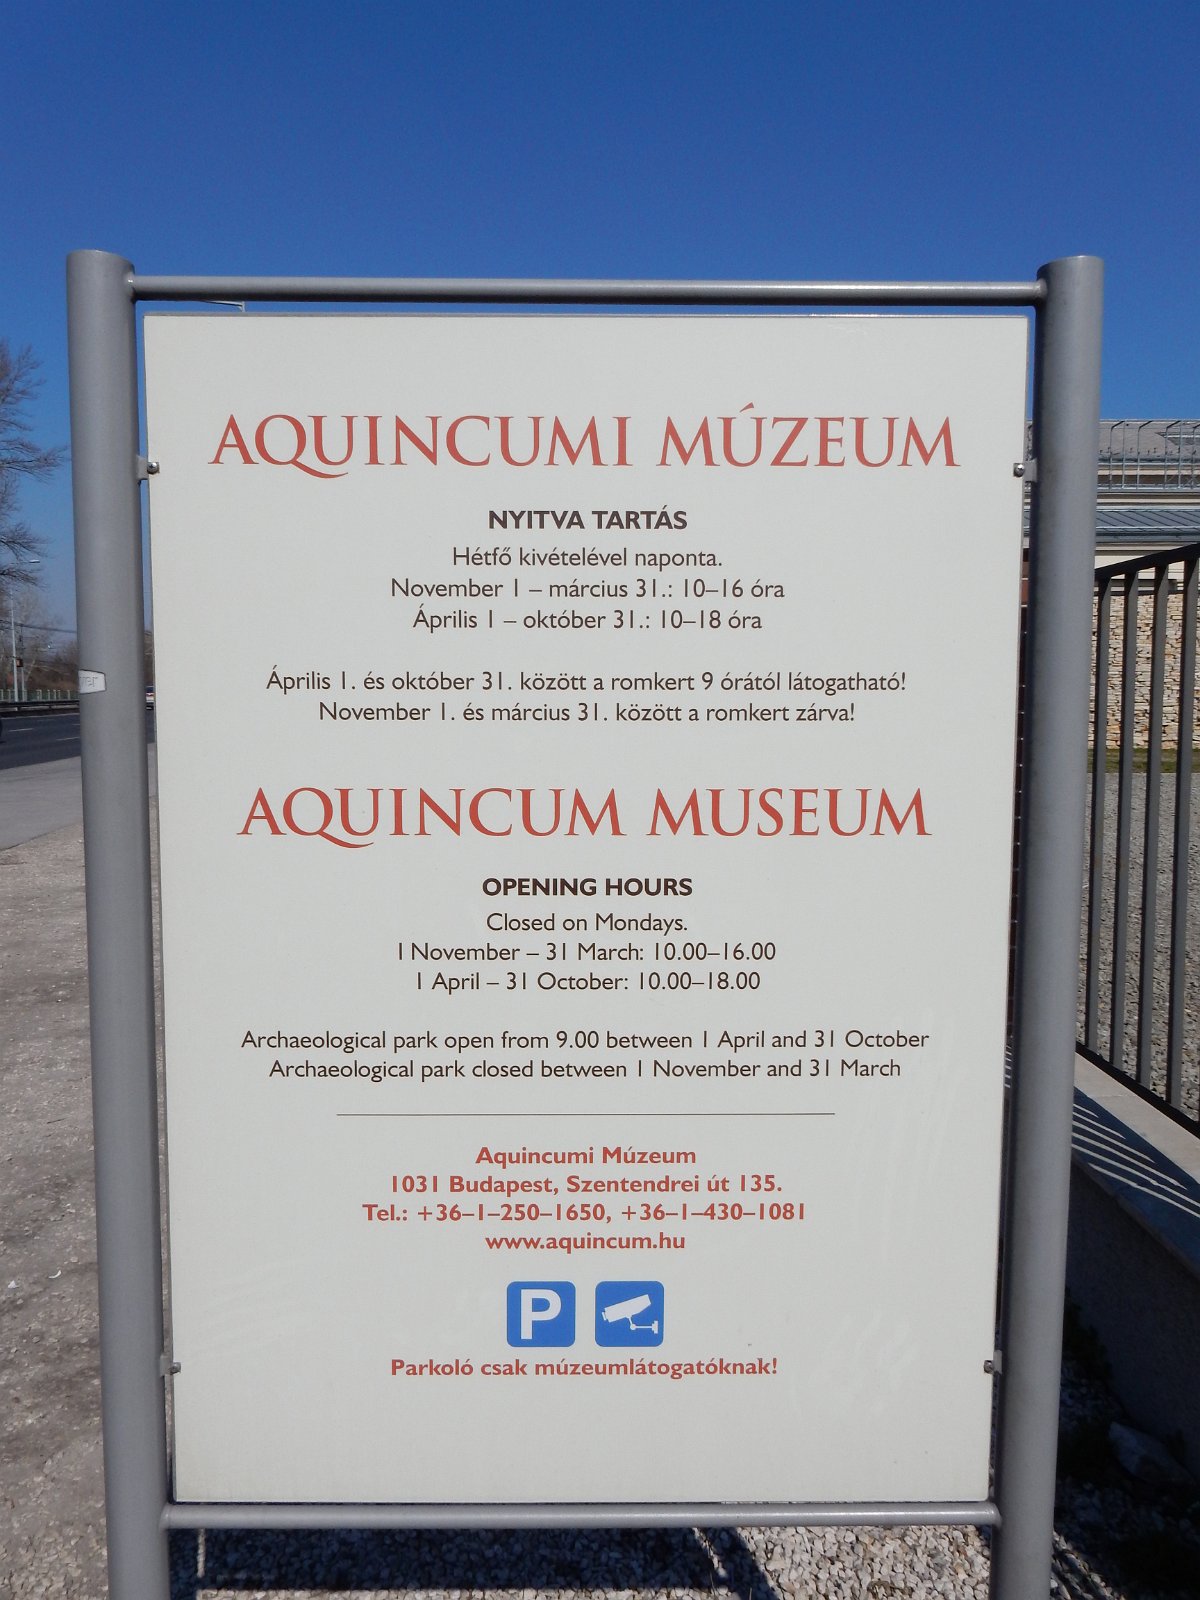 AQUINCUMI MÚZEUM
NYITVA TARTÁS
Hétfő kivételével naponta.
November 1 – március 31.: 10–16 óra
Április 1 – október 31.: 10–18 óra
Április 1. és október 31. között a romkert 9 órától látogatható!
November 1. és március 31. között a romkert zárva!
AQUINCUM MUSEUM
OPENING HOURS
Closed on Mondays.
1 November – 31 March: 10.00–16.00
1 April – 31 October: 10.00–18.00
Archaeological park open from 9.00 between 1 April and 31 October
Archaeological park closed between 1 November and 31 March
Aquincumi Múzeum
1031 Budapest, Szentendrei út 135.
Tel.: +36–1–250–1650, +36–1–430–1081
www.aquincum.hu
P
Parkoló csak múzeumlátogatóknak!